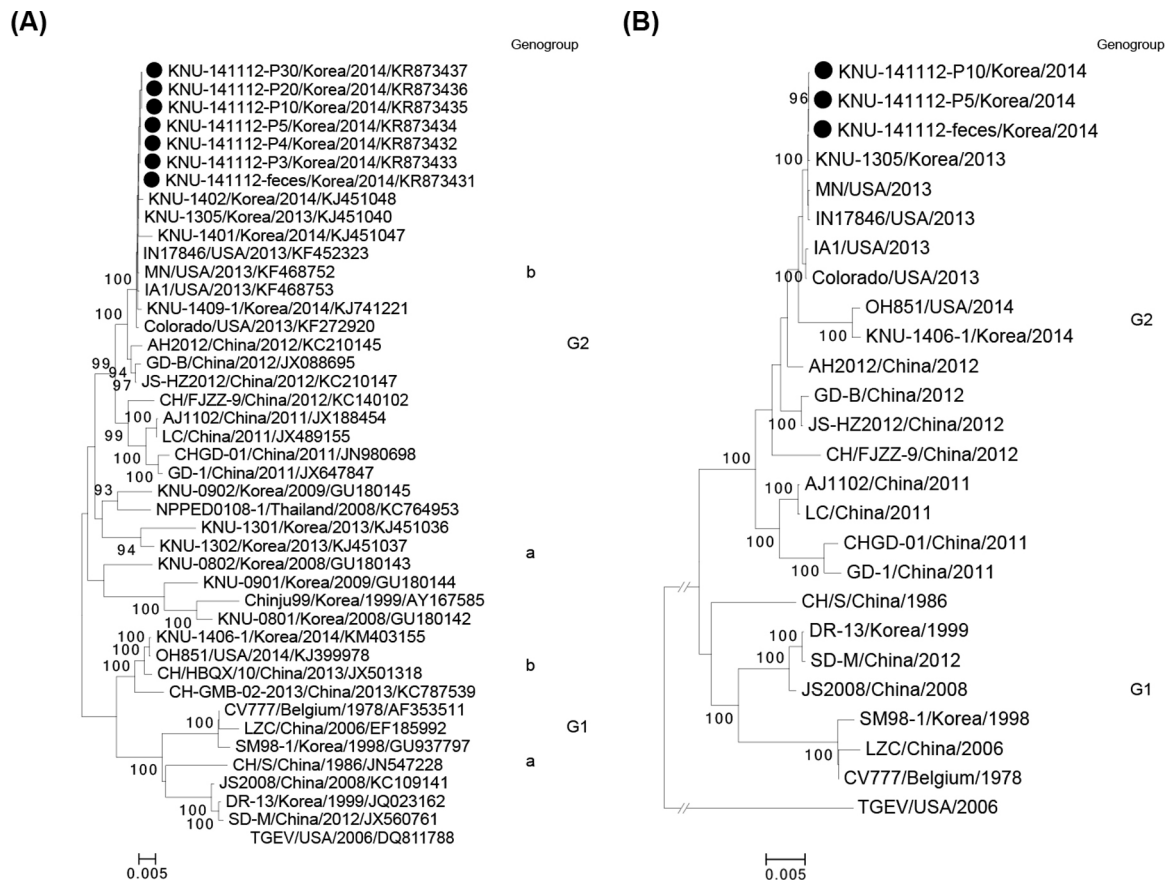 (A)
Genogroup
KNU-141112-P30/Korea/2014/KR873437
KNU-141112-P20/Korea/2014/KR873436
KNU-141112-P10/Korea/2014/KR873435
KNU-141112-P5/Korea/2014/KR873434
KNU-141112-P4/Korea/2014/KR873432
KNU-141112-P3/Korea/2014/KR873433
KNU-141112-feces/Korea/2014/KR873431
KNU-1402/Korea/2014/KJ451048
KNU-1305/Korea/2013/KJ451040
KNU-1401/Korea/2014/KJ451047
IN17846/USA/2013/KF452323
MN/USA/2013/KF468752
b
100
IA1/USA/2013/KF468753
KNU-1409-1/Korea/2014/KJ741221
100
Colorado/USA/2013/KF272920
AH2012/China/2012/KC210145
G2
99
GD-B/China/2012/JX088695
94
JS-HZ2012/China/2012/KC210147
97
CH/FJZZ-9/China/2012/KC140102
100
AJ1102/China/2011/JX188454
99
LC/China/2011/JX489155
CHGD-01/China/2011/JN980698
100
GD-1/China/2011/JX647847
100
93
KNU-0902/Korea/2009/GU180145
NPPED0108-1/Thailand/2008/KC764953
KNU-1301/Korea/2013/KJ451036
94
KNU-1302/Korea/2013/KJ451037
a
KNU-0802/Korea/2008/GU180143
KNU-0901/Korea/2009/GU180144
Chinju99/Korea/1999/AY167585
100
KNU-0801/Korea/2008/GU180142
100
100
KNU-1406-1/Korea/2014/KM403155
100
OH851/USA/2014/KJ399978
100
CH/HBQX/10/China/2013/JX501318
b
CH-GMB-02-2013/China/2013/KC787539
CV777/Belgium/1978/AF353511
100
LZC/China/2006/EF185992
G1
SM98-1/Korea/1998/GU937797
100
CH/S/China/1986/JN547228
a
JS2008/China/2008/KC109141
DR-13/Korea/1999/JQ023162
100
SD-M/China/2012/JX560761
100
TGEV/USA/2006/DQ811788
0.005
(B)
Genogroup
KNU-141112-P10/Korea/2014
96
KNU-141112-P5/Korea/2014
KNU-141112-feces/Korea/2014
100
KNU-1305/Korea/2013
MN/USA/2013
IN17846/USA/2013
IA1/USA/2013
100
Colorado/USA/2013
OH851/USA/2014
G2
100
KNU-1406-1/Korea/2014
AH2012/China/2012
GD-B/China/2012
100
JS-HZ2012/China/2012
CH/FJZZ-9/China/2012
100
100
AJ1102/China/2011
LC/China/2011
100
CHGD-01/China/2011
100
GD-1/China/2011
CH/S/China/1986
DR-13/Korea/1999
100
SD-M/China/2012
JS2008/China/2008
G1
100
SM98-1/Korea/1998
100
LZC/China/2006
CV777/Belgium/1978
TGEV/USA/2006
0.005